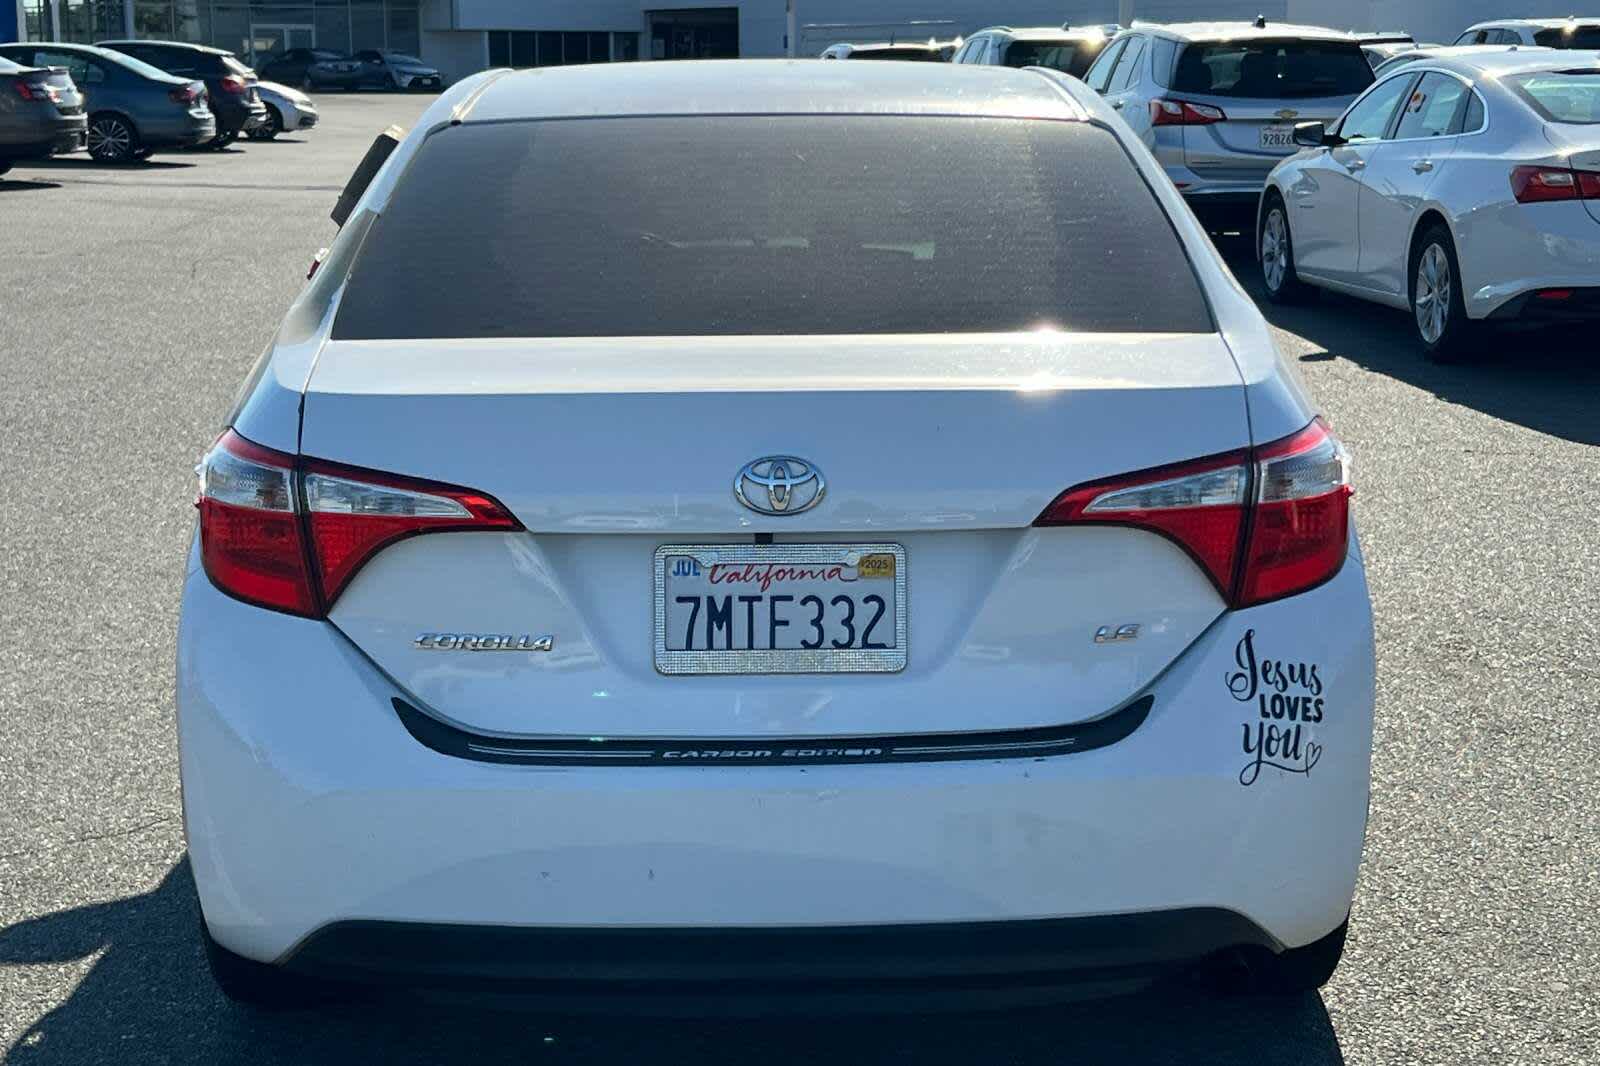 JUL California 2025
7MTF332
COROLLA
LE
Jesus
LOVES
you
CARBON EDITION